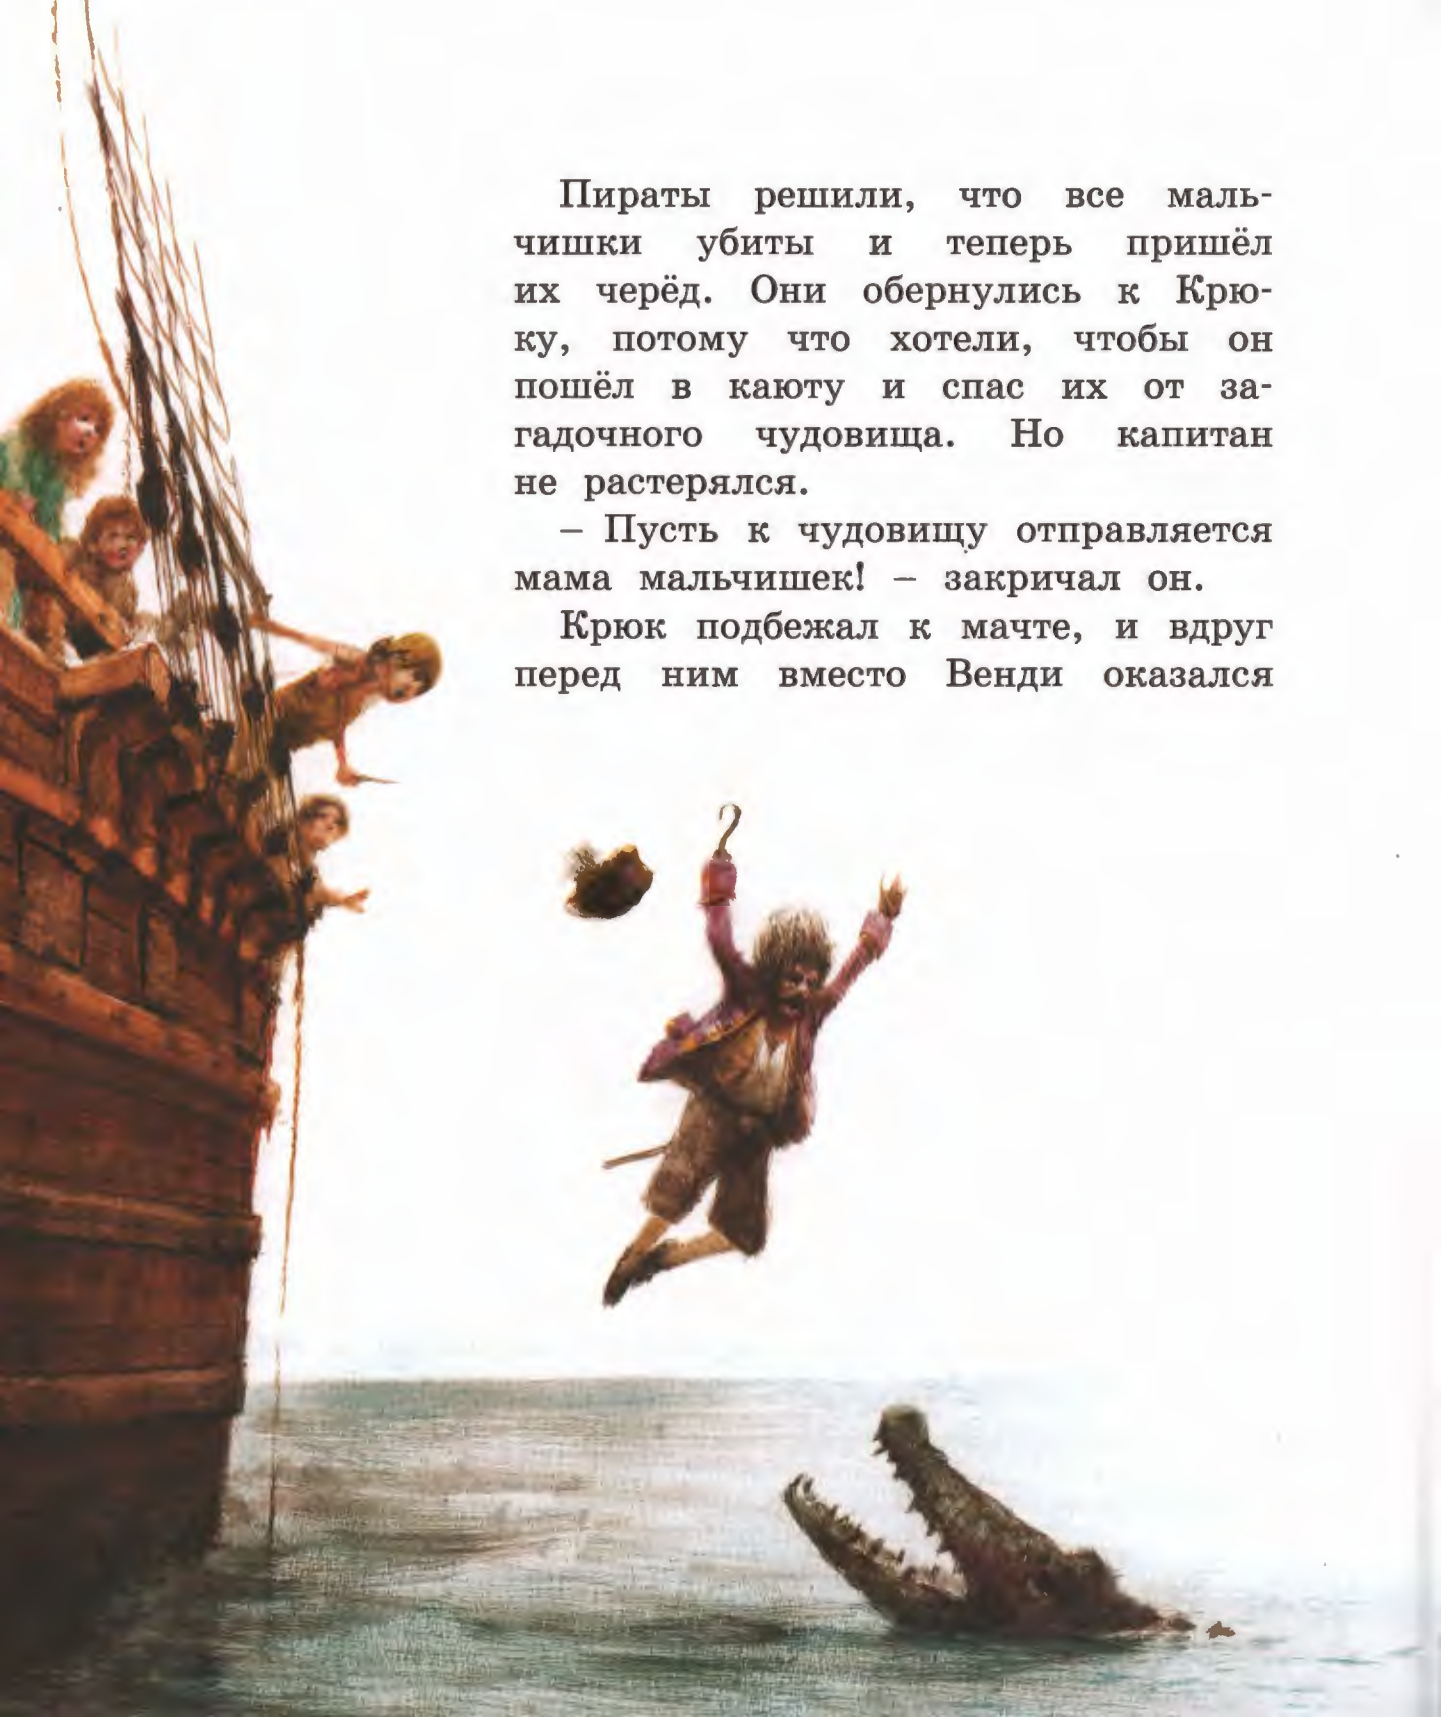 Пираты решили, что все маль-
чишки убиты и теперь пришёл
их черёд. Они обернулись к Крю-
ку, потому что хотели, чтобы он
пошёл в каюту и спас их от за-
гадочного чудовища. Но капитан
не растерялся.
– Пусть к чудовищу отправляется
мама мальчишек! – закричал он.
Крюк подбежал к мачте, и вдруг
перед ним вместо Венди оказался